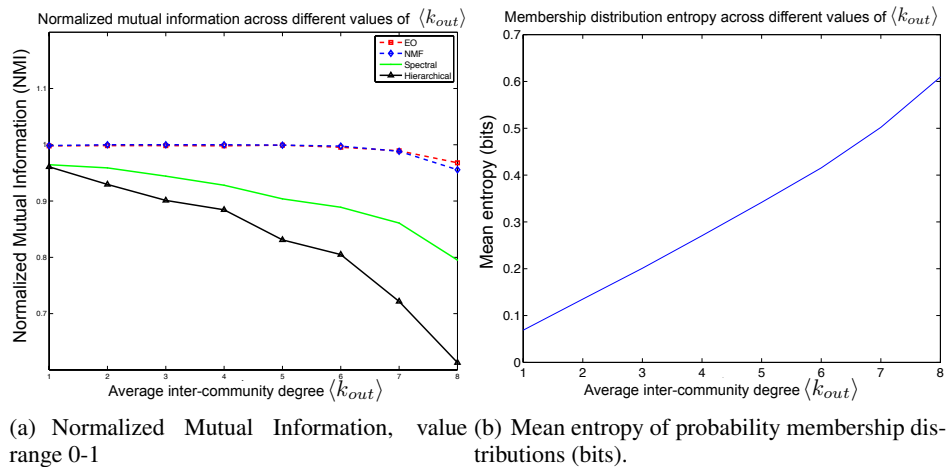 Normalized mutual information across different values of ⟨k_out⟩
Normalized Mutual Information (NMI)
1.1
1
0.9
0.8
0.7
EO
NMF
Spectral
Hierarchical
1 2 3 4 5 6 7 8
Average inter-community degree ⟨k_out⟩
(a) Normalized Mutual Information, value
range 0-1
Membership distribution entropy across different values of ⟨k_out⟩
Mean entropy (bits)
0.7
0.6
0.5
0.4
0.3
0.2
0.1
0
1 2 3 4 5 6 7 8
Average inter-community degree ⟨k_out⟩
(b) Mean entropy of probability membership dis-
tributions (bits).